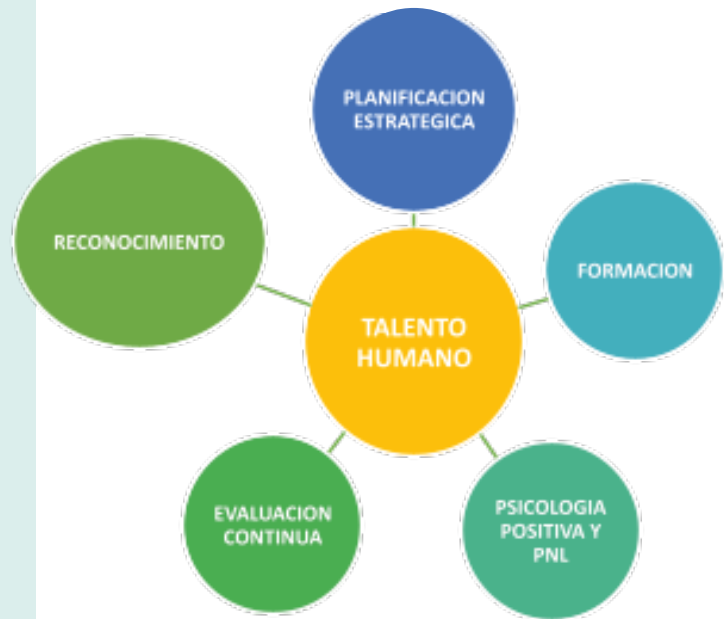 PLANIFICACION
ESTRATEGICA
RECONOCIMIENTO
FORMACION
TALENTO
HUMANO
EVALUACION
CONTINUA
PSICOLOGIA
POSITIVA Y
PNL